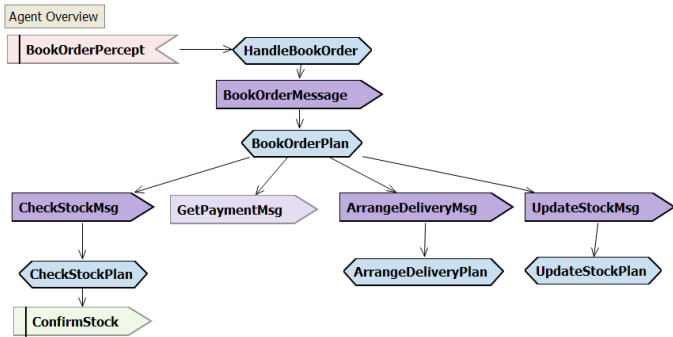 Agent Overview
BookOrderPercept
HandleBookOrder
BookOrderMessage
BookOrderPlan
CheckStockMsg
GetPaymentMsg
ArrangeDeliveryMsg
UpdateStockMsg
CheckStockPlan
ArrangeDeliveryPlan
UpdateStockPlan
ConfirmStock